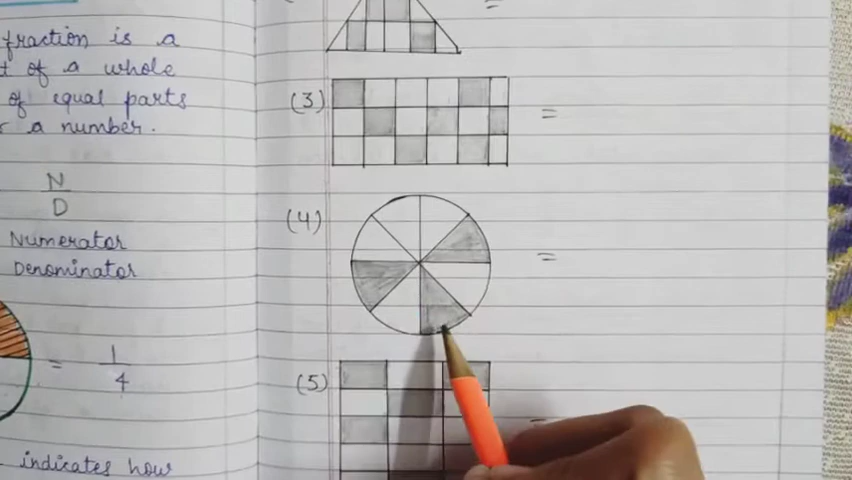 fraction is a
of a whole
of equal parts
a number.
N
D
Numerator
Denominator
= 1
4
indicates how
=
(3) =
(4) =
(5)